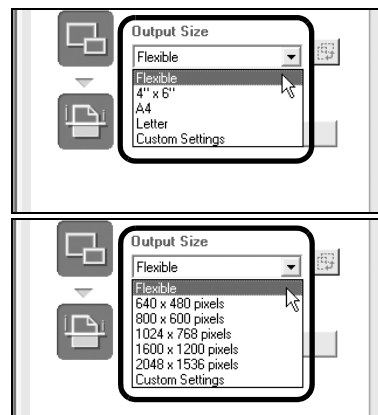 Output Size
Flexible
Flexible
4" x 6"
A4
Letter
Custom Settings
Output Size
Flexible
Flexible
640 x 480 pixels
800 x 600 pixels
1024 x 768 pixels
1600 x 1200 pixels
2048 x 1536 pixels
Custom Settings